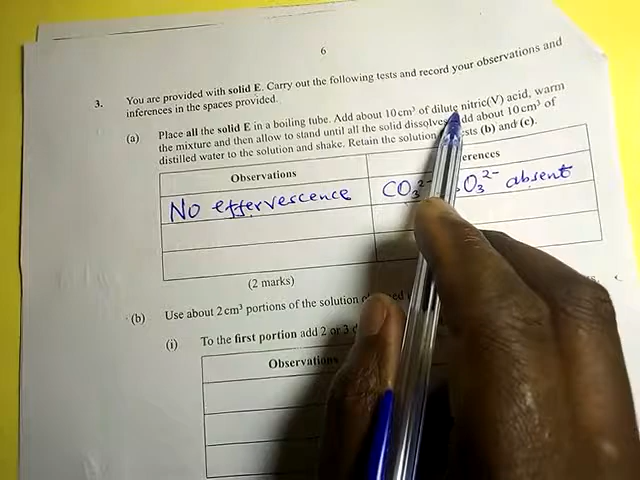 6
3. You are provided with solid E. Carry out the following tests and record your observations and
inferences in the spaces provided.
(a) Place all the solid E in a boiling tube. Add about 10 cm³ of dilute nitric(V) acid, warm
the mixture and then allow to stand until all the solid dissolves. Add about 10 cm³ of
distilled water to the solution and shake. Retain the solution tests (b) and (c).
Observations
No effervescence CO₃²⁻ O₃²⁻ absent
(2 marks)
(b) Use about 2 cm³ portions of the solution
(i) To the first portion add 2 or 3
Observations